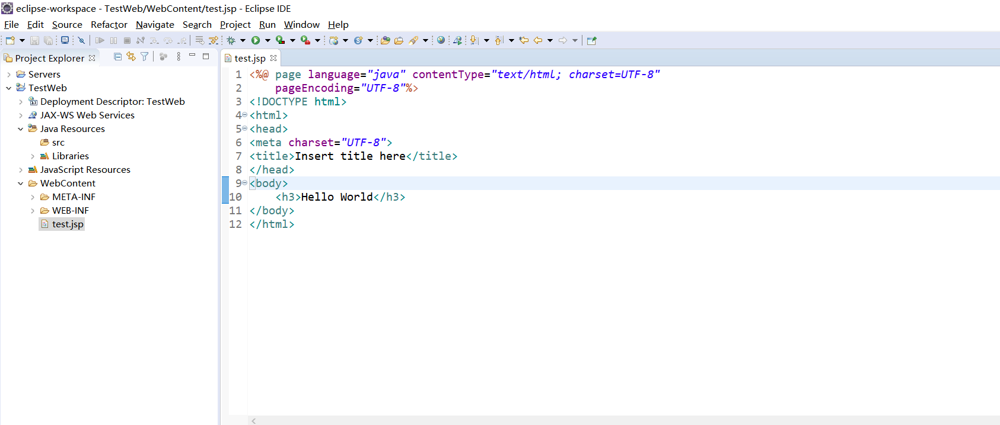 eclipse-workspace - TestWeb/WebContent/test.jsp - Eclipse IDE
File Edit Source Refactor Navigate Search Project Run Window Help
Project Explorer
Servers
TestWeb
Deployment Descriptor: TestWeb
JAX-WS Web Services
Java Resources
src
Libraries
JavaScript Resources
WebContent
META-INF
WEB-INF
test.jsp
test.jsp
1 <%@ page language="java" contentType="text/html; charset=UTF-8"
2     pageEncoding="UTF-8"%>
3 <!DOCTYPE html>
4 <html>
5 <head>
6 <meta charset="UTF-8">
7 <title>Insert title here</title>
8 </head>
9 <body>
10     <h3>Hello World</h3>
11 </body>
12 </html>